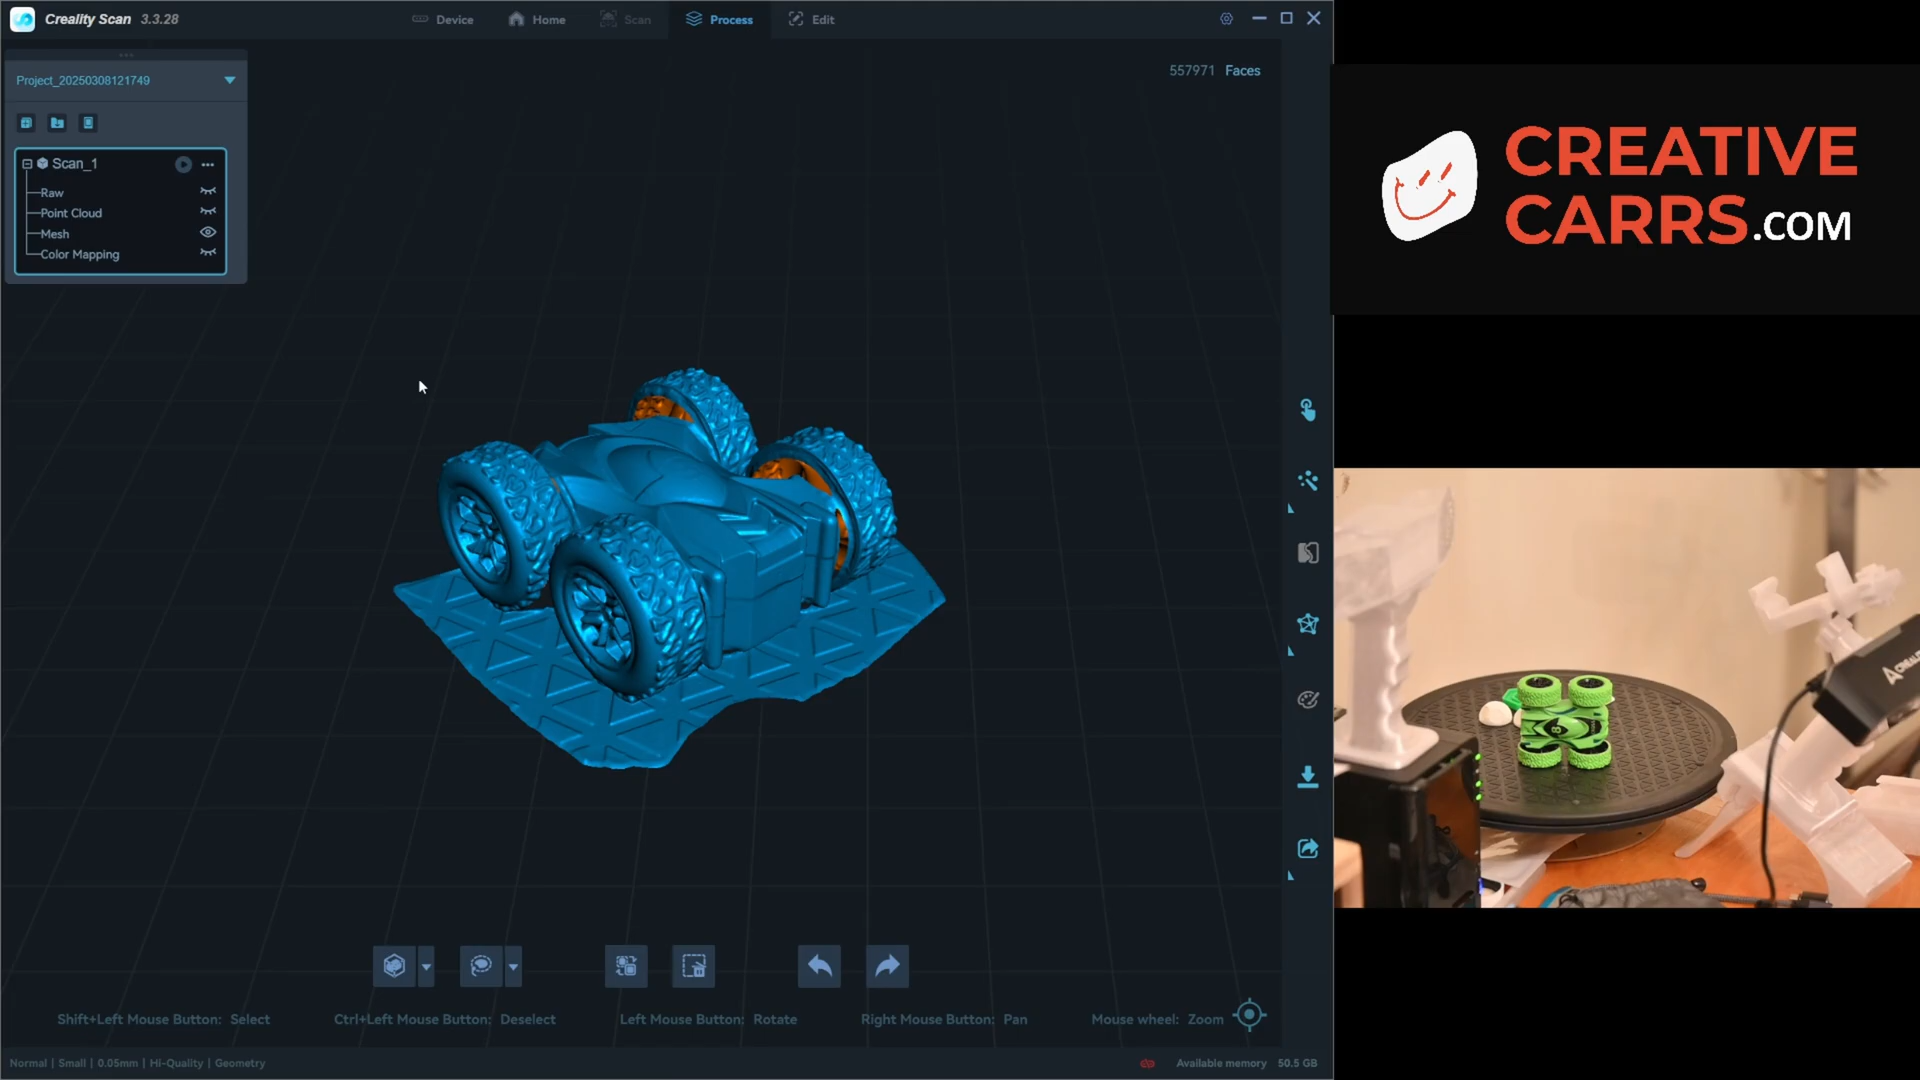 Creality Scan 3.3.28
Device
Home
Scan
Process
Edit
Project_20250308121749
557971 Faces
Scan_1
Raw
Point Cloud
Mesh
Color Mapping
CREATIVE
CARRS.COM
8
Shift+Left Mouse Button: Select
Ctrl+Left Mouse Button: Deselect
Left Mouse Button: Rotate
Right Mouse Button: Pan
Mouse wheel: Zoom
Normal | Small | 0.05mm | Hi-Quality | Geometry
Available memory 50.5 GB